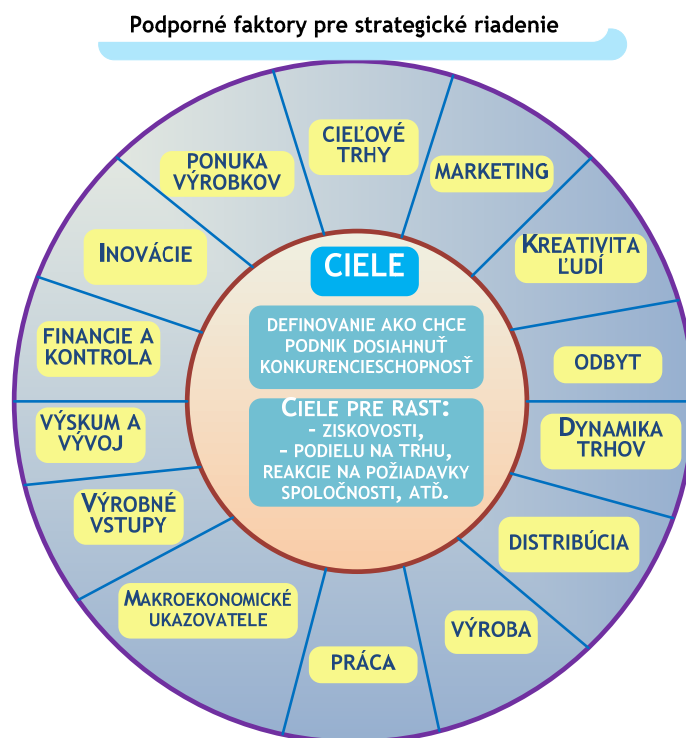 Podporné faktory pre strategické riadenie
CIEĽOVÉ
TRHY
MARKETING
KREATIVITA
ĽUDÍ
ODBYT
DYNAMIKA
TRHOV
DISTRIBÚCIA
VÝROBA
PRÁCA
MAKROEKONOMICKÉ
UKAZOVATELE
VÝROBNÉ
VSTUPY
VÝSKUM A
VÝVOJ
FINANCIE A
KONTROLA
INOVÁCIE
PONUKA
VÝROBKOV
CIELE
DEFINOVANIE AKO CHCE
PODNIK DOSIAHNUŤ
KONKURENCIESCHOPNOSŤ
CIELE PRE RAST:
- ZISKOVOSTI,
- PODIELU NA TRHU,
REAKCIE NA POŽIADAVKY
SPOLOČNOSTI, ATĎ.